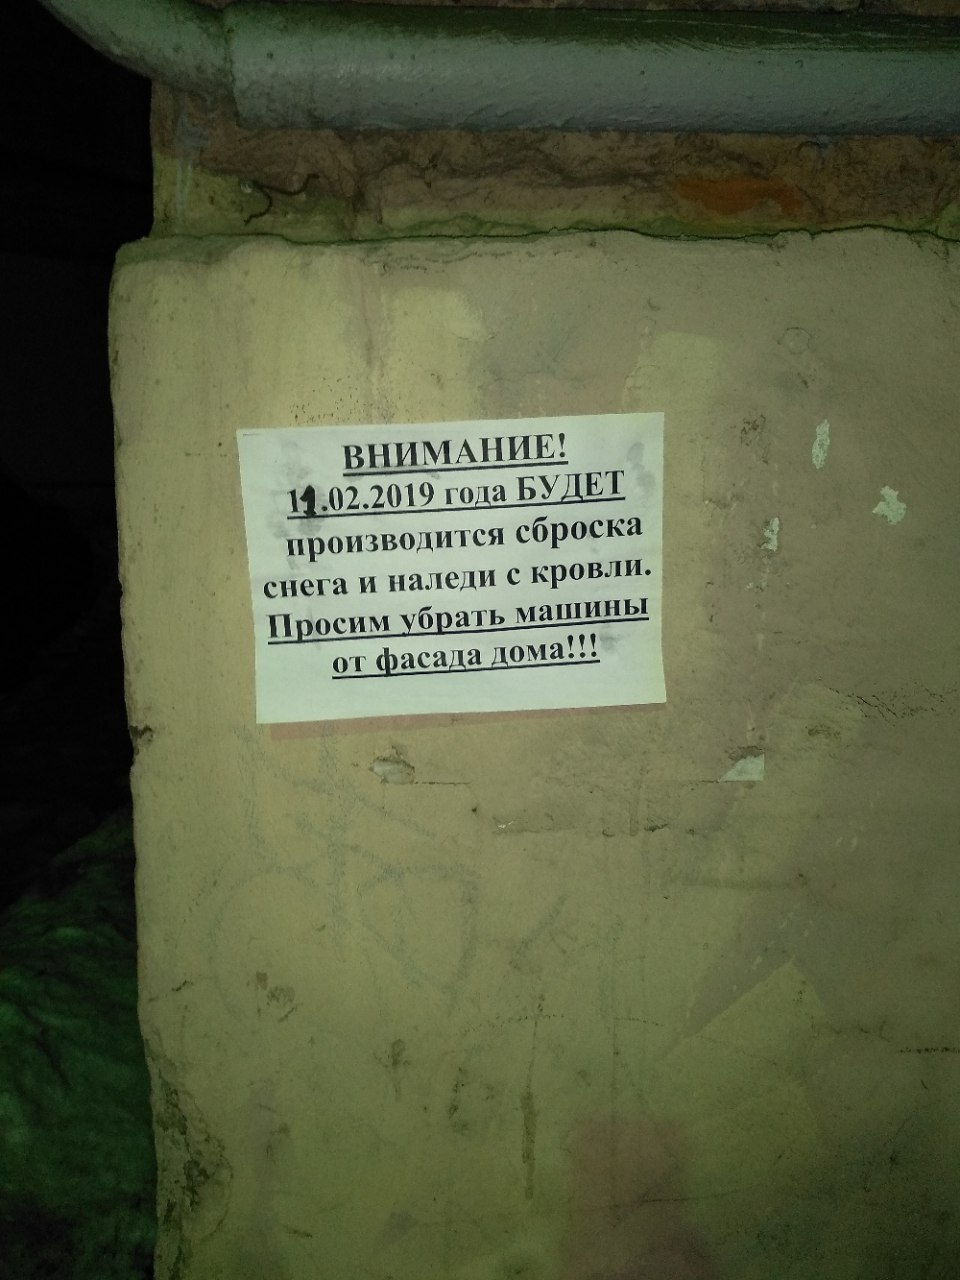 ВНИМАНИЕ!
11.02.2019 года БУДЕТ
производится сброска
снега и наледи с кровли.
Просим убрать машины
от фасада дома!!!